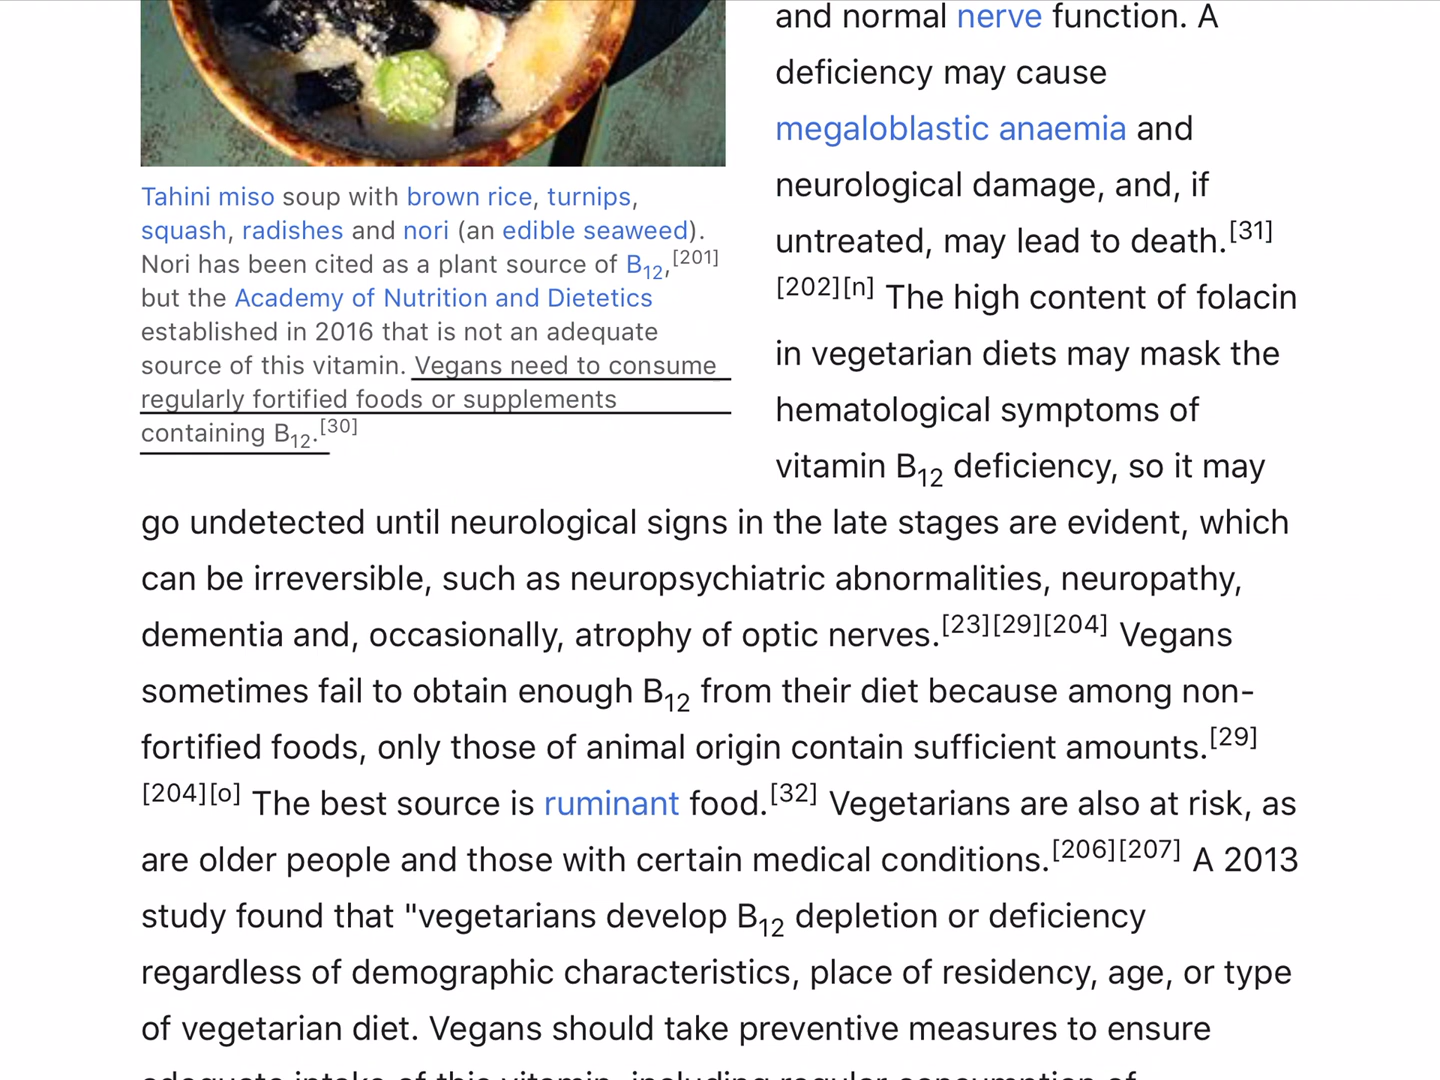 Tahini miso soup with brown rice, turnips,
squash, radishes and nori (an edible seaweed).
Nori has been cited as a plant source of B12,[201]
but the Academy of Nutrition and Dietetics
established in 2016 that is not an adequate
source of this vitamin. Vegans need to consume
regularly fortified foods or supplements
containing B12.[30]
and normal nerve function. A
deficiency may cause
megaloblastic anaemia and
neurological damage, and, if
untreated, may lead to death.[31]
[202][n] The high content of folacin
in vegetarian diets may mask the
hematological symptoms of
vitamin B12 deficiency, so it may
go undetected until neurological signs in the late stages are evident, which
can be irreversible, such as neuropsychiatric abnormalities, neuropathy,
dementia and, occasionally, atrophy of optic nerves.[23][29][204] Vegans
sometimes fail to obtain enough B12 from their diet because among non-
fortified foods, only those of animal origin contain sufficient amounts.[29]
[204][o] The best source is ruminant food.[32] Vegetarians are also at risk, as
are older people and those with certain medical conditions.[206][207] A 2013
study found that "vegetarians develop B12 depletion or deficiency
regardless of demographic characteristics, place of residency, age, or type
of vegetarian diet. Vegans should take preventive measures to ensure
adequate intake of this vitamin, including regular consumption of